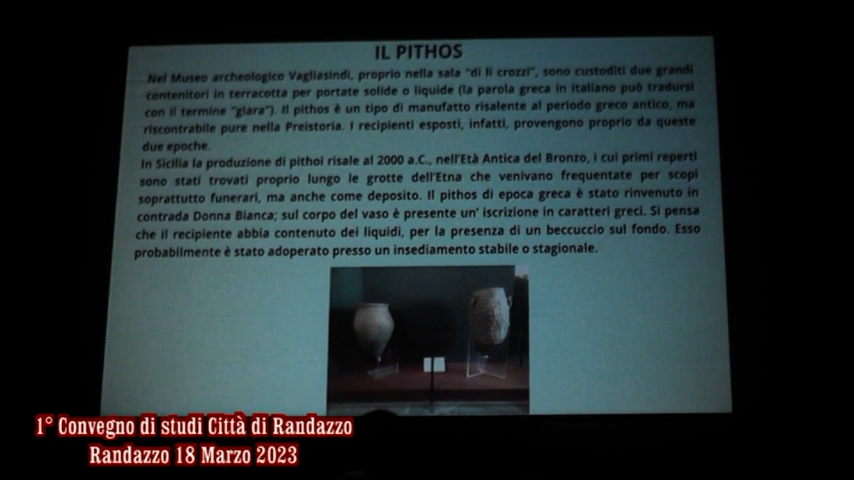 IL PITHOS
Nel Museo archeologico Vagliasindi, proprio nella sala "di li crozzi", sono custoditi due grandi
contenitori in terracotta per portate solide o liquide (la parola greca in italiano può tradursi
con il termine "giara"). Il pithos è un tipo di manufatto risalente al periodo greco antico, ma
riscontrabile pure nella Preistoria. I recipienti esposti, infatti, provengono proprio da queste
due epoche.
In Sicilia la produzione di pithoi risale al 2000 a.C., nell'Età Antica del Bronzo, i cui primi reperti
sono stati trovati proprio lungo le grotte dell'Etna che venivano frequentate per scopi
soprattutto funerari, ma anche come deposito. Il pithos di epoca greca è stato rinvenuto in
contrada Donna Bianca; sul corpo del vaso è presente un' iscrizione in caratteri greci. Si pensa
che il recipiente abbia contenuto dei liquidi, per la presenza di un beccuccio sul fondo. Esso
probabilmente è stato adoperato presso un insediamento stabile o stagionale.
1° Convegno di studi Città di Randazzo
Randazzo 18 Marzo 2023